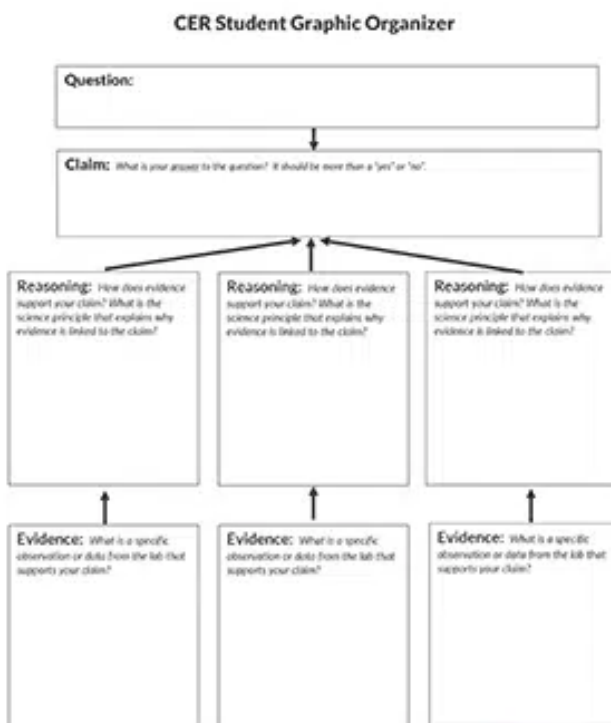 CER Student Graphic Organizer
Question:
Claim: What is your answer to the question? It should be more than a "yes" or "no".
Reasoning: How does evidence
support your claim? What is the
science principle that explains why
evidence is linked to the claim?
Reasoning: How does evidence
support your claim? What is the
science principle that explains why
evidence is linked to the claim?
Reasoning: How does evidence
support your claim? What is the
science principle that explains why
evidence is linked to the claim?
Evidence: What is a specific
observation or data from the lab that
supports your claim?
Evidence: What is a specific
observation or data from the lab that
supports your claim?
Evidence: What is a specific
observation or data from the lab that
supports your claim?